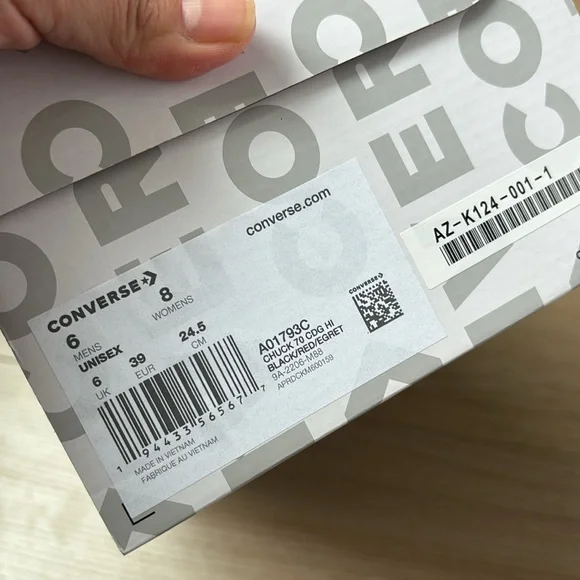 converse.com
AZ-K124-001-1
CONVERSE
6
MENS
8
WOMENS
UNISEX
6
UK
39
EUR
24.5
CM
A01793C
CHUCK 70 CDG HI
BLACK/RED/EGRET
9A-2206-M88
APRDCKM600159
CONVERSE
1 94433 56567 7
MADE IN VIETNAM
FABRIQUE AU VIETNAM